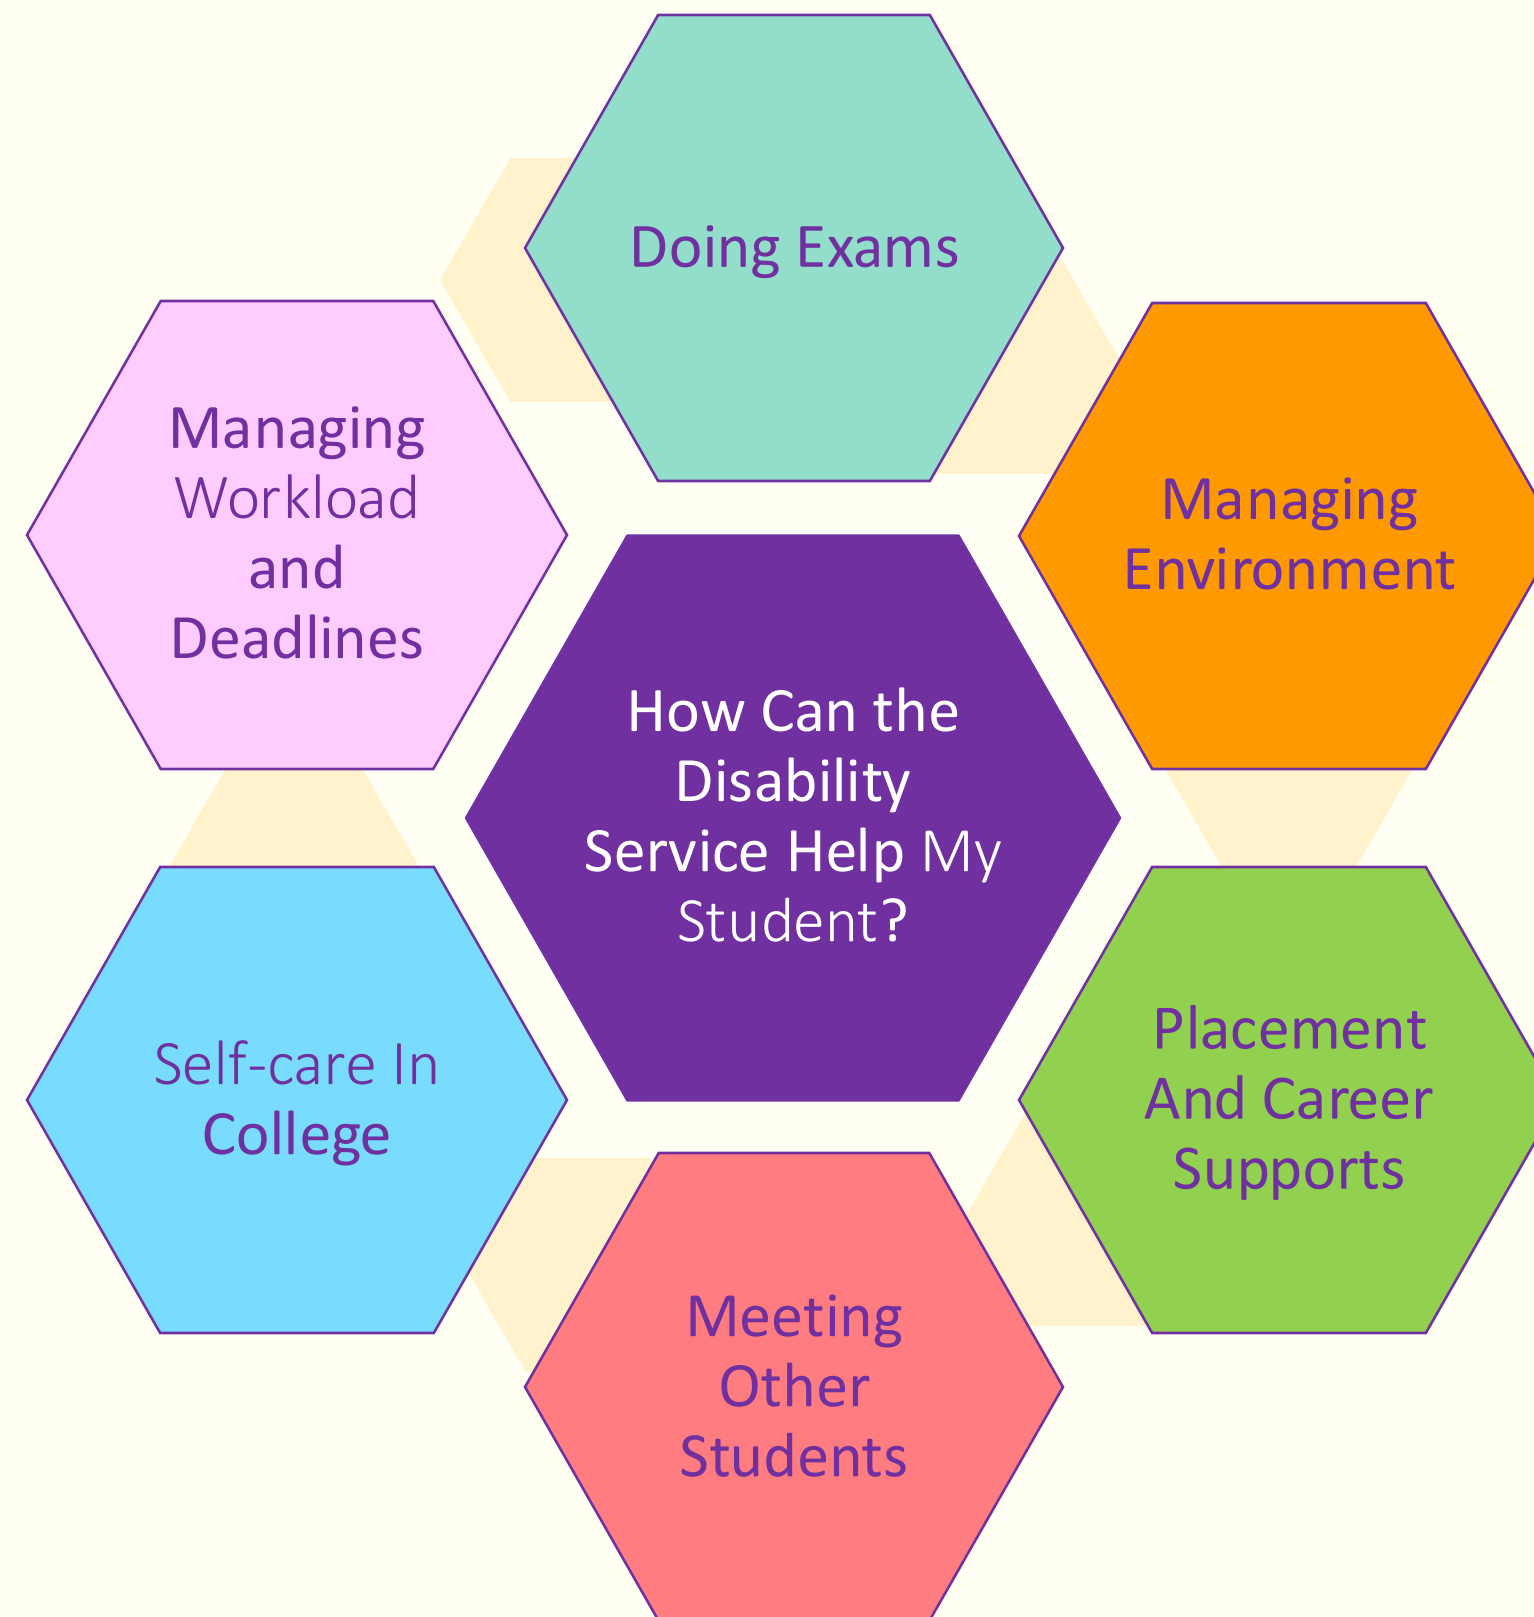 Doing Exams
Managing
Environment
Placement
And Career
Supports
Meeting
Other
Students
Self-care In
College
Managing
Workload
and
Deadlines
How Can the
Disability
Service Help My
Student?